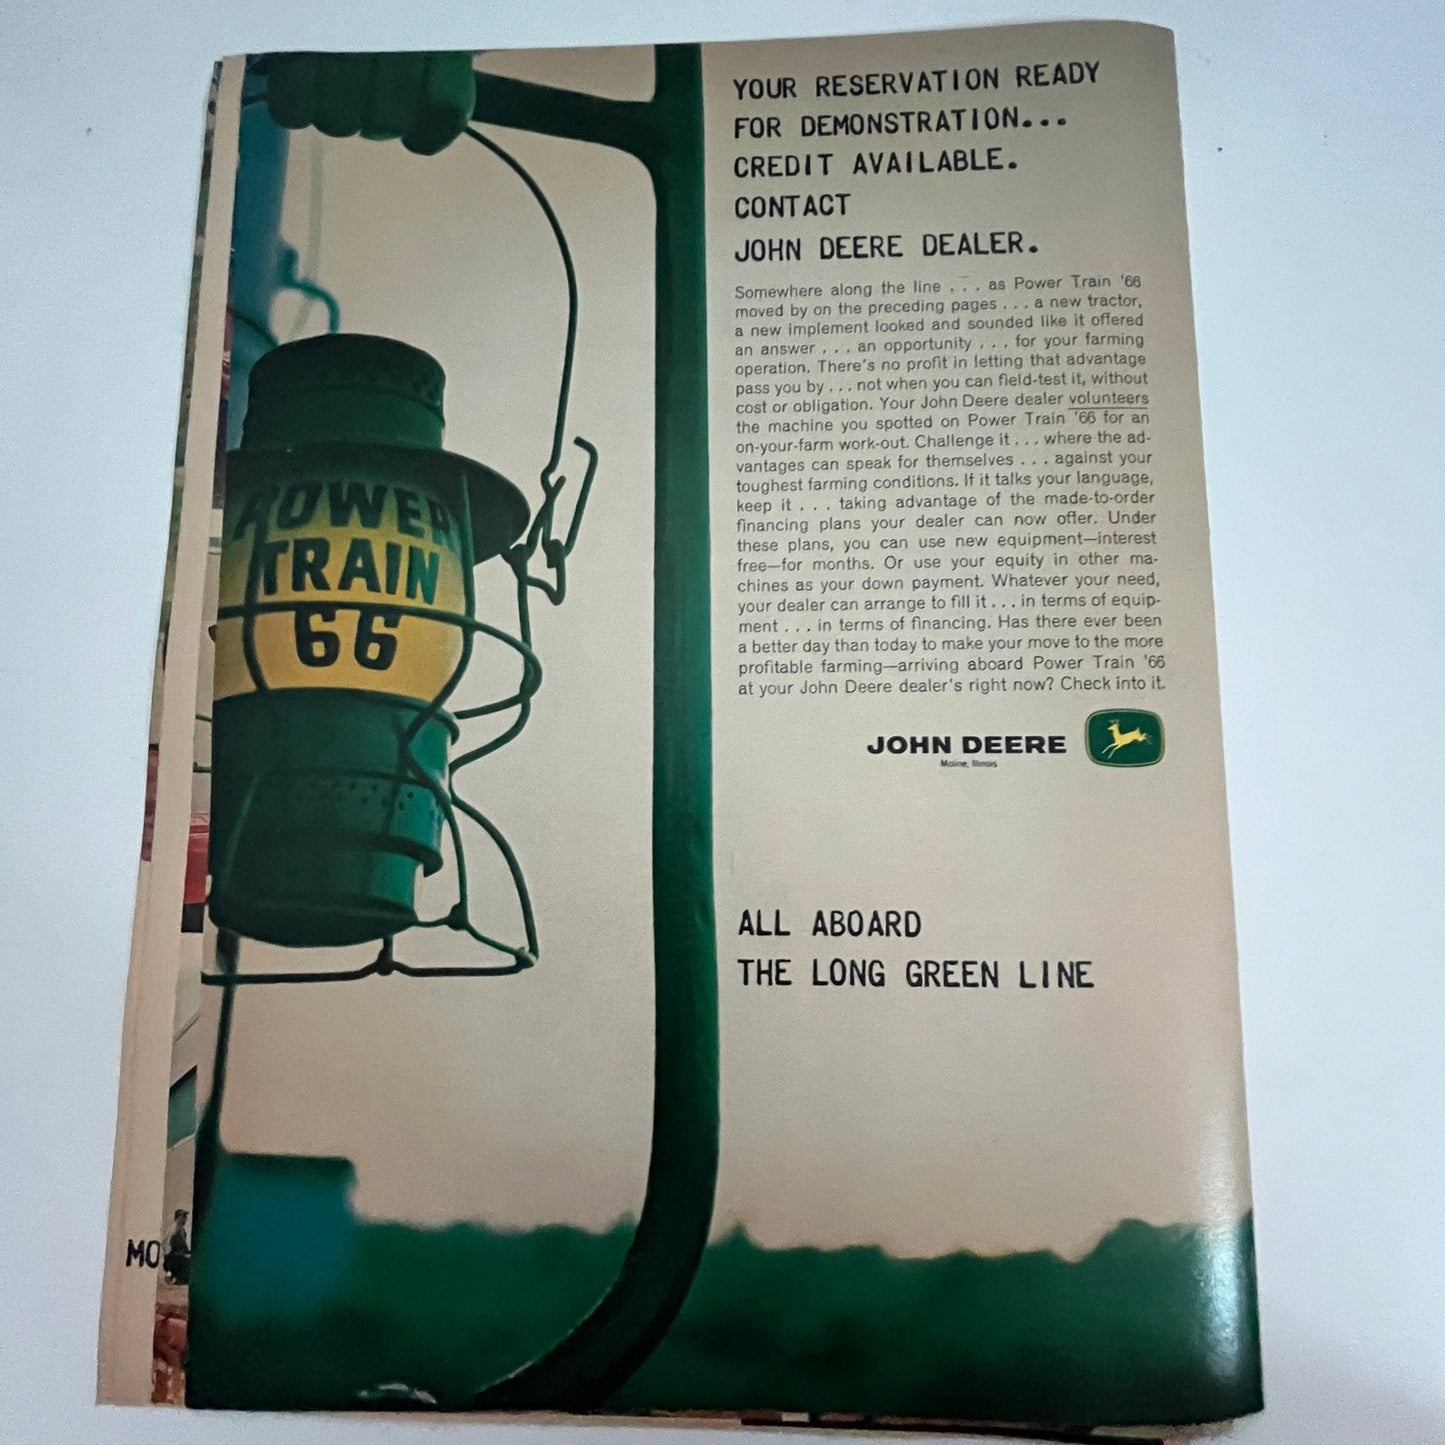 YOUR RESERVATION READY
FOR DEMONSTRATION...
CREDIT AVAILABLE.
CONTACT
JOHN DEERE DEALER.
Somewhere along the line . . . as Power Train '66
moved by on the preceding pages . . . a new tractor,
a new implement looked and sounded like it offered
an answer . . . an opportunity . . . for your farming
operation. There's no profit in letting that advantage
pass you by . . . not when you can field-test it, without
cost or obligation. Your John Deere dealer volunteers
the machine you spotted on Power Train '66 for an
on-your-farm work-out. Challenge it . . . where the ad-
vantages can speak for themselves . . . against your
toughest farming conditions. If it talks your language,
keep it . . . taking advantage of the made-to-order
financing plans your dealer can now offer. Under
these plans, you can use new equipment—interest
free—for months. Or use your equity in other ma-
chines as your down payment. Whatever your need,
your dealer can arrange to fill it . . . in terms of equip-
ment . . . in terms of financing. Has there ever been
a better day than today to make your move to the more
profitable farming—arriving aboard Power Train '66
at your John Deere dealer's right now? Check into it.
JOHN DEERE
Moline, Illinois
ALL ABOARD
THE LONG GREEN LINE
POWER
TRAIN
66
MO